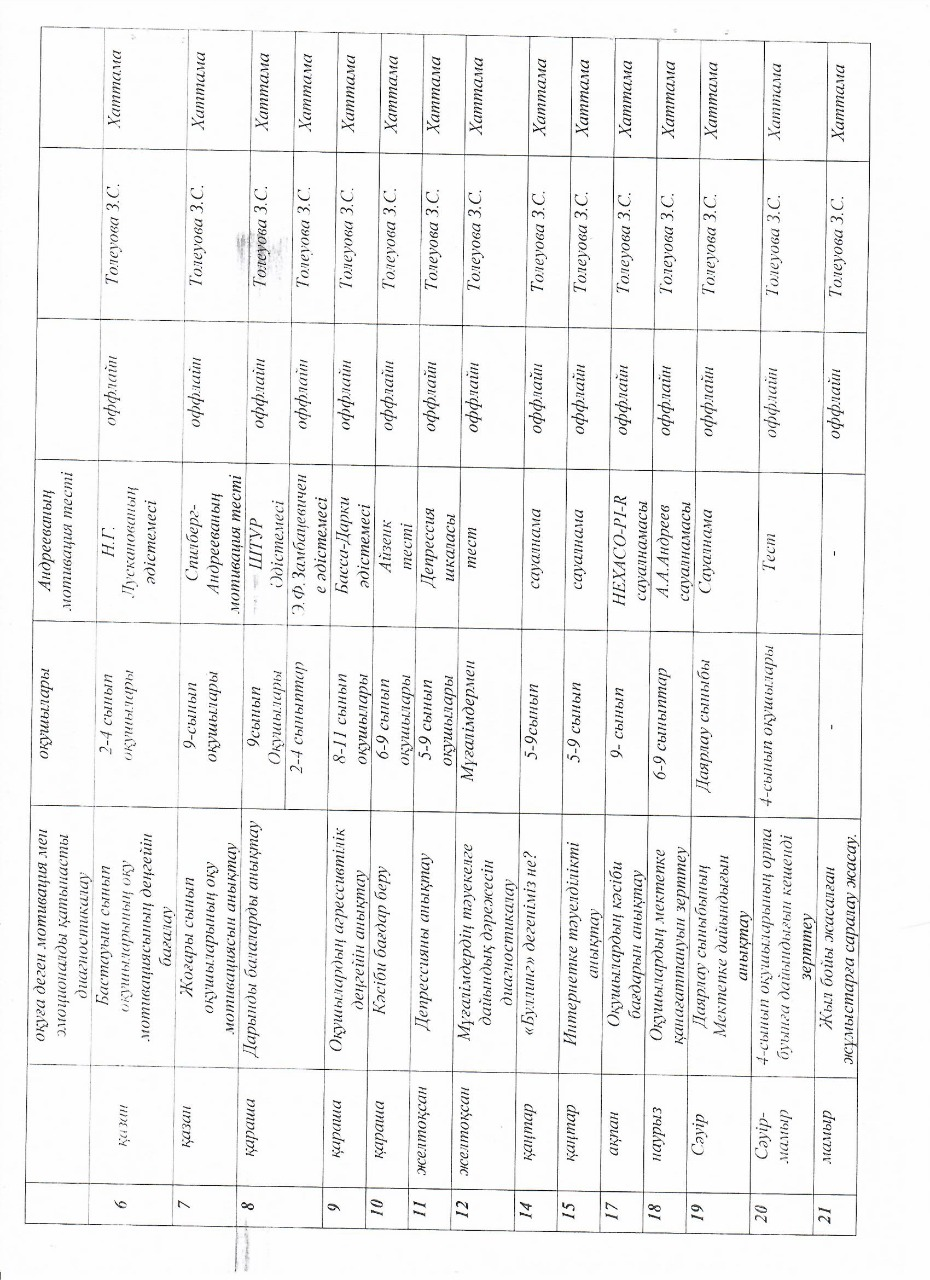 оқуға деген мотивация мен
эмоционалды қатынасты
диагностикалау
оқушылары
Андрееваның
мотивация тесті
6
қазан
Бастауыш сынып
оқушыларының оқу
мотивациясының деңгейін
бағалау
2-4 сынып
оқушылары
Н.Г.
Лусканованың
әдістемесі
оффлайн
Толеуова З.С.
Хаттама
7
қазан
Жоғары сынып
оқушыларының оқу
мотивациясын анықтау
9-сынып
оқушылары
Спилберг-
Андрееваның
мотивация тесті
оффлайн
Толеуова З.С.
Хаттама
8
қараша
Дарынды балаларды анықтау
9сынып
Оқушылары
ШТУР
Әдістемесі
оффлайн
Толеуова З.С.
Хаттама
2-4 сыныптар
Э.Ф. Замбацевичен
е әдістемесі
оффлайн
Толеуова З.С.
Хаттама
9
қараша
Оқушылардың агрессивтілік
деңгейін анықтау
8-11 сынып
оқушылары
Басса-Дарки
әдістемесі
оффлайн
Толеуова З.С.
Хаттама
10
қараша
Кәсіби бағдар беру
6-9 сынып
оқушылары
Айзенк
тесті
оффлайн
Толеуова З.С.
Хаттама
11
желтоқсан
Депрессияны анықтау
5-9 сынып
оқушылары
Депрессия
шкаласы
оффлайн
Толеуова З.С.
Хаттама
12
желтоқсан
Мұғалімдердің тәуекелге
дайындық дәрежесін
диагностикалау
Мұғалімдермен
тест
оффлайн
Толеуова З.С.
Хаттама
14
қаңтар
«Буллинг» дегеніміз не?
5-9сынып
сауалнама
оффлайн
Толеуова З.С.
Хаттама
15
қаңтар
Интернетке тәуелділікті
анықтау
5-9 сынып
сауалнама
оффлайн
Толеуова З.С.
Хаттама
17
ақпан
Оқушылардың кәсіби
бағдарын анықтау
9- сынып
HEXACO-PI-R
сауалнамасы
оффлайн
Толеуова З.С.
Хаттама
18
наурыз
Оқушылардың мектепке
қанағаттануын зерттеу
6-9 сыныптар
А.А.Андреев
сауалнамасы
оффлайн
Толеуова З.С.
Хаттама
19
Сәуір
Даярлау сыныбының
Мектепке дайындығын
анықтау
Даярлау сыныбы
Сауалнама
оффлайн
Толеуова З.С.
Хаттама
20
Сәуір-
мамыр
4-сынып оқушыларының орта
буынға дайындығын кешенді
зерттеу
4-сынып оқушылары
Тест
оффлайн
Толеуова З.С.
Хаттама
21
мамыр
Жыл бойы жасалған
жұмыстарға саралау жасау.
-
-
оффлайн
Толеуова З.С.
Хаттама